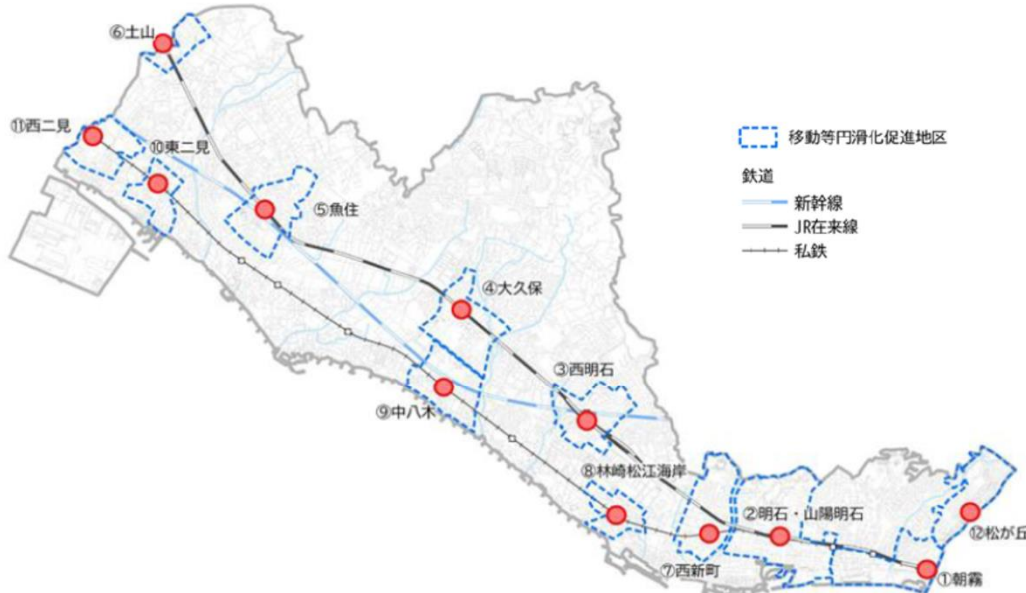 ⑥土山
⑪西二見
⑩東二見
移動等円滑化促進地区
鉄道
新幹線
JR在来線
私鉄
⑤魚住
④大久保
③西明石
⑨中八木
⑧林崎松江海岸
②明石・山陽明石
⑫松が丘
⑦西新町
①朝霧